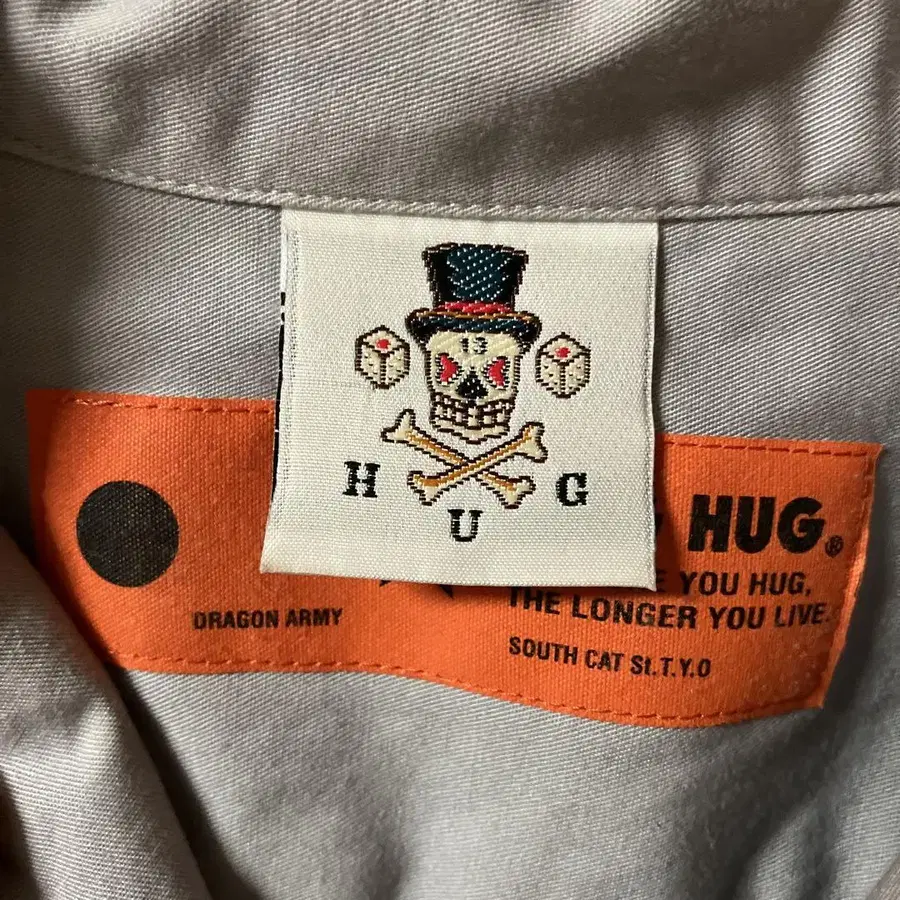 13
H U G
HUG.®
YOU HUG,
THE LONGER YOU LIVE.
DRAGON ARMY
SOUTH CAT St.T.Y.O